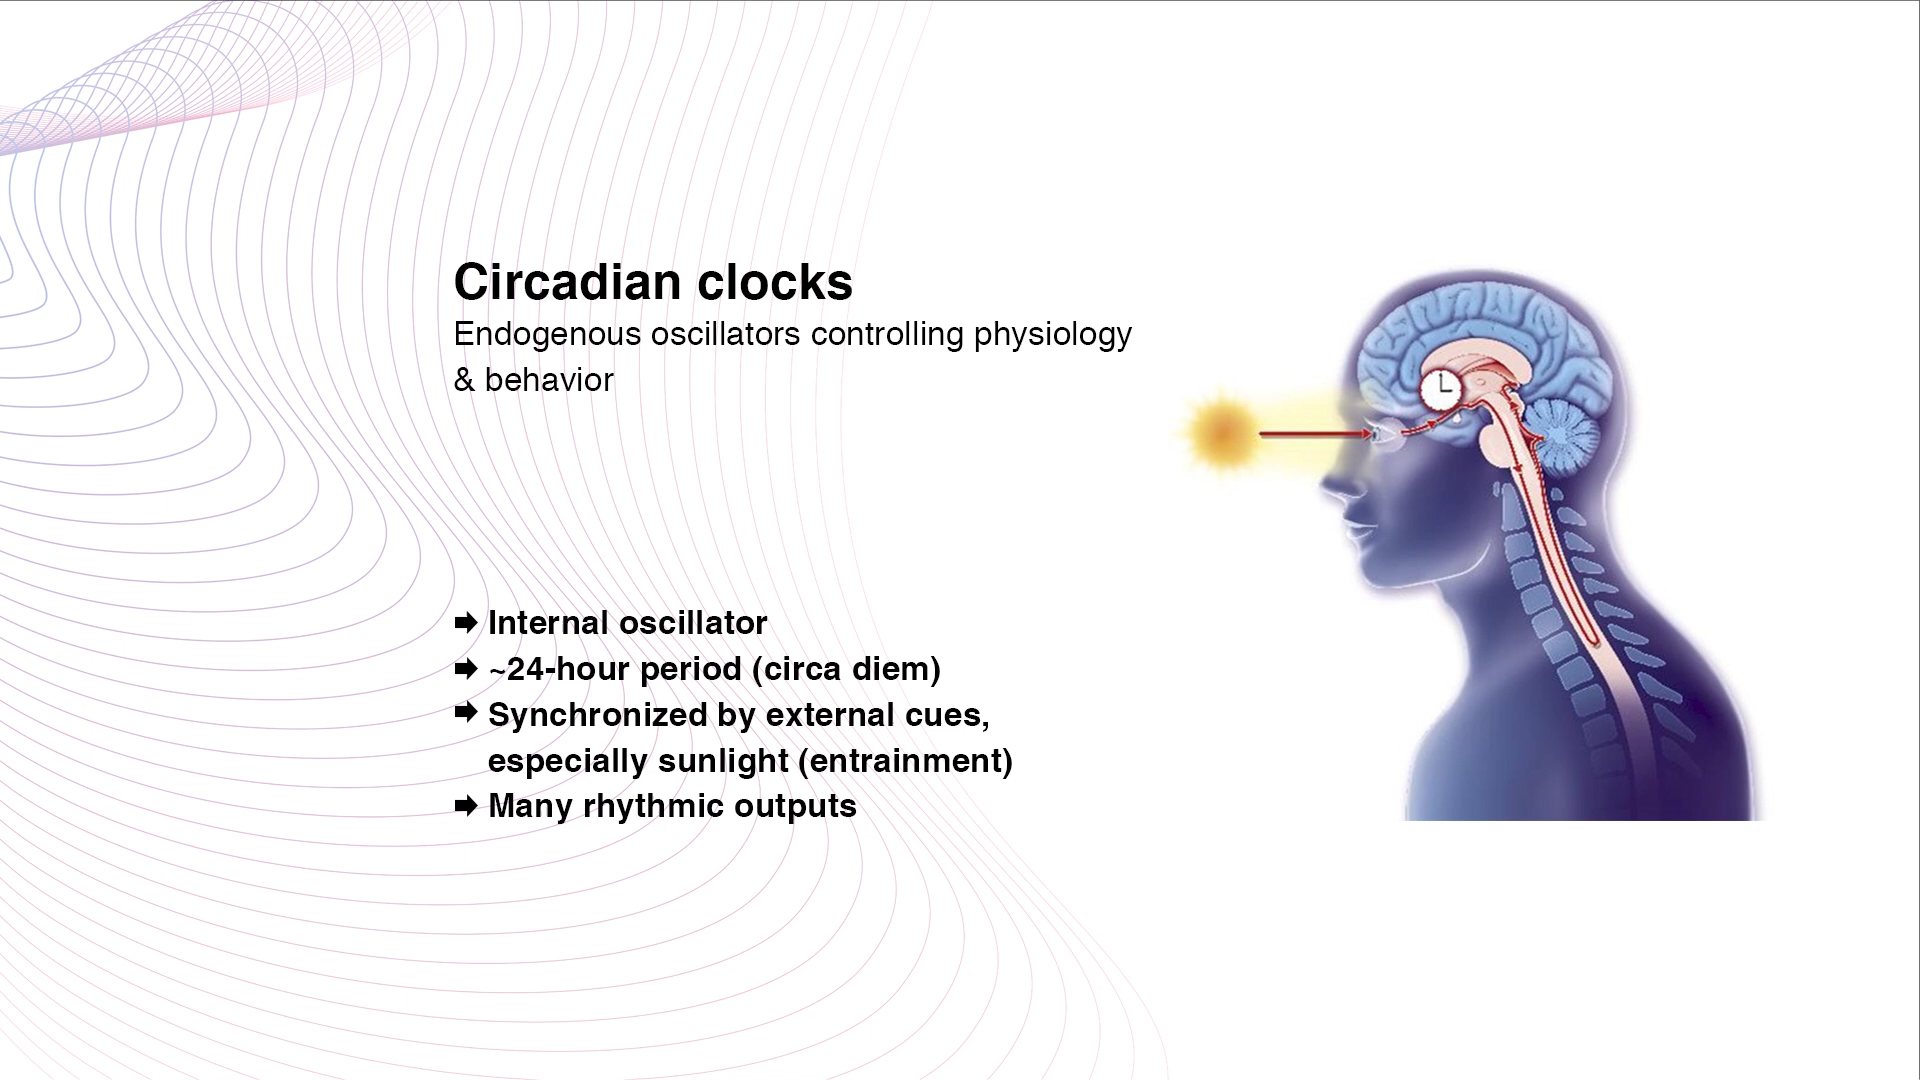 Circadian clocks
Endogenous oscillators controlling physiology
& behavior
➡ Internal oscillator
➡ ~24-hour period (circa diem)
➡ Synchronized by external cues,
especially sunlight (entrainment)
➡ Many rhythmic outputs